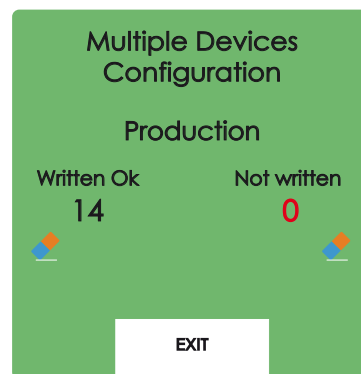 Multiple Devices
Configuration
Production
Written Ok
Not written
14
0
EXIT